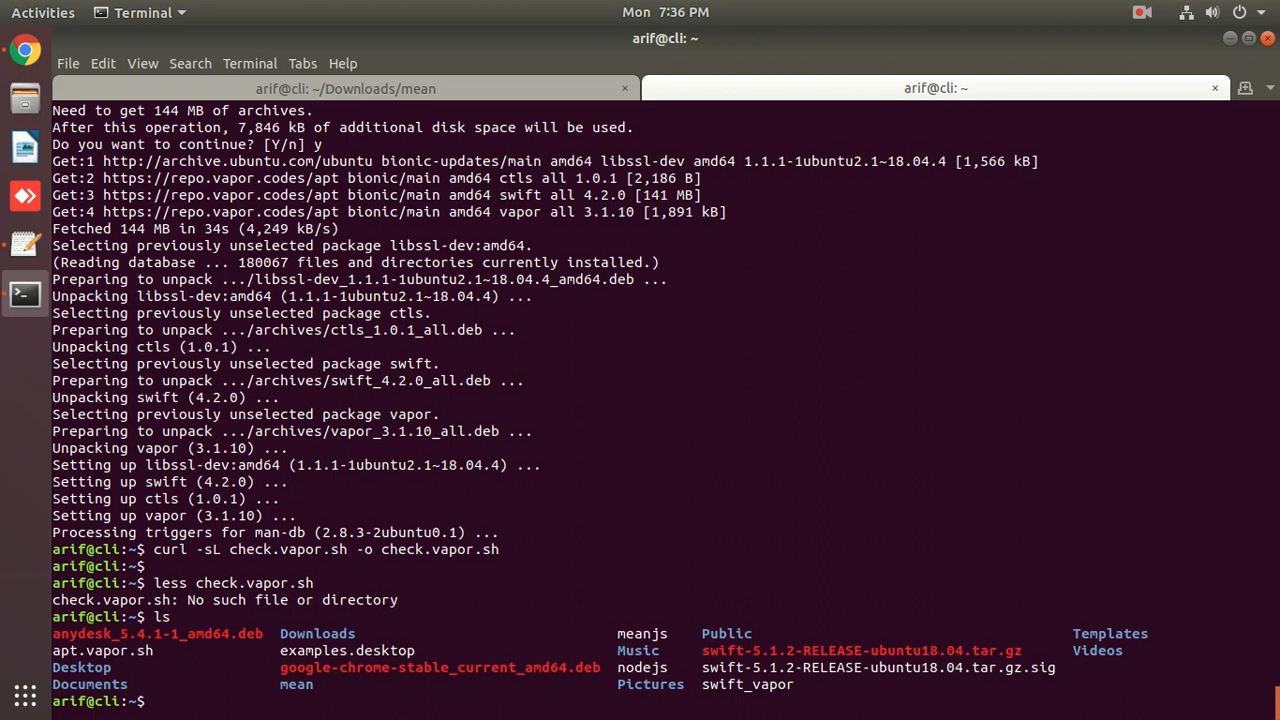 Activities Terminal Mon 7:36 PM
arif@cli: ~
File Edit View Search Terminal Tabs Help
arif@cli: ~/Downloads/mean × arif@cli: ~ ×
Need to get 144 MB of archives.
After this operation, 7,846 kB of additional disk space will be used.
Do you want to continue? [Y/n] y
Get:1 http://archive.ubuntu.com/ubuntu bionic-updates/main amd64 libssl-dev amd64 1.1.1-1ubuntu2.1~18.04.4 [1,566 kB]
Get:2 https://repo.vapor.codes/apt bionic/main amd64 ctls all 1.0.1 [2,186 B]
Get:3 https://repo.vapor.codes/apt bionic/main amd64 swift all 4.2.0 [141 MB]
Get:4 https://repo.vapor.codes/apt bionic/main amd64 vapor all 3.1.10 [1,891 kB]
Fetched 144 MB in 34s (4,249 kB/s)
Selecting previously unselected package libssl-dev:amd64.
(Reading database ... 180067 files and directories currently installed.)
Preparing to unpack .../libssl-dev_1.1.1-1ubuntu2.1~18.04.4_amd64.deb ...
Unpacking libssl-dev:amd64 (1.1.1-1ubuntu2.1~18.04.4) ...
Selecting previously unselected package ctls.
Preparing to unpack .../archives/ctls_1.0.1_all.deb ...
Unpacking ctls (1.0.1) ...
Selecting previously unselected package swift.
Preparing to unpack .../archives/swift_4.2.0_all.deb ...
Unpacking swift (4.2.0) ...
Selecting previously unselected package vapor.
Preparing to unpack .../archives/vapor_3.1.10_all.deb ...
Unpacking vapor (3.1.10) ...
Setting up libssl-dev:amd64 (1.1.1-1ubuntu2.1~18.04.4) ...
Setting up swift (4.2.0) ...
Setting up ctls (1.0.1) ...
Setting up vapor (3.1.10) ...
Processing triggers for man-db (2.8.3-2ubuntu0.1) ...
arif@cli:~$ curl -sL check.vapor.sh -o check.vapor.sh
arif@cli:~$
arif@cli:~$ less check.vapor.sh
check.vapor.sh: No such file or directory
arif@cli:~$ ls
anydesk_5.4.1-1_amd64.deb Downloads meanjs Public Templates
apt.vapor.sh examples.desktop Music swift-5.1.2-RELEASE-ubuntu18.04.tar.gz Videos
Desktop google-chrome-stable_current_amd64.deb nodejs swift-5.1.2-RELEASE-ubuntu18.04.tar.gz.sig
Documents mean Pictures swift_vapor
arif@cli:~$